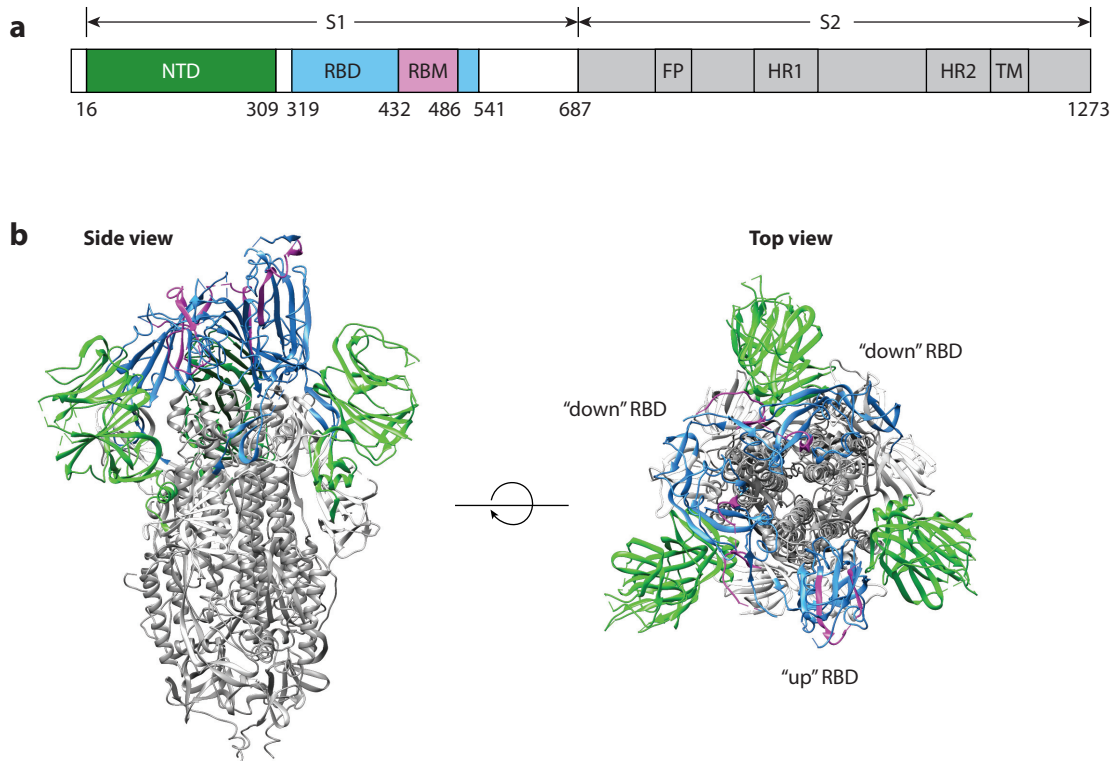 a
S1 S2
NTD RBD RBM FP HR1 HR2 TM
16 309 319 432 486 541 687 1273
b
Side view Top view
“down” RBD
“down” RBD
“up” RBD